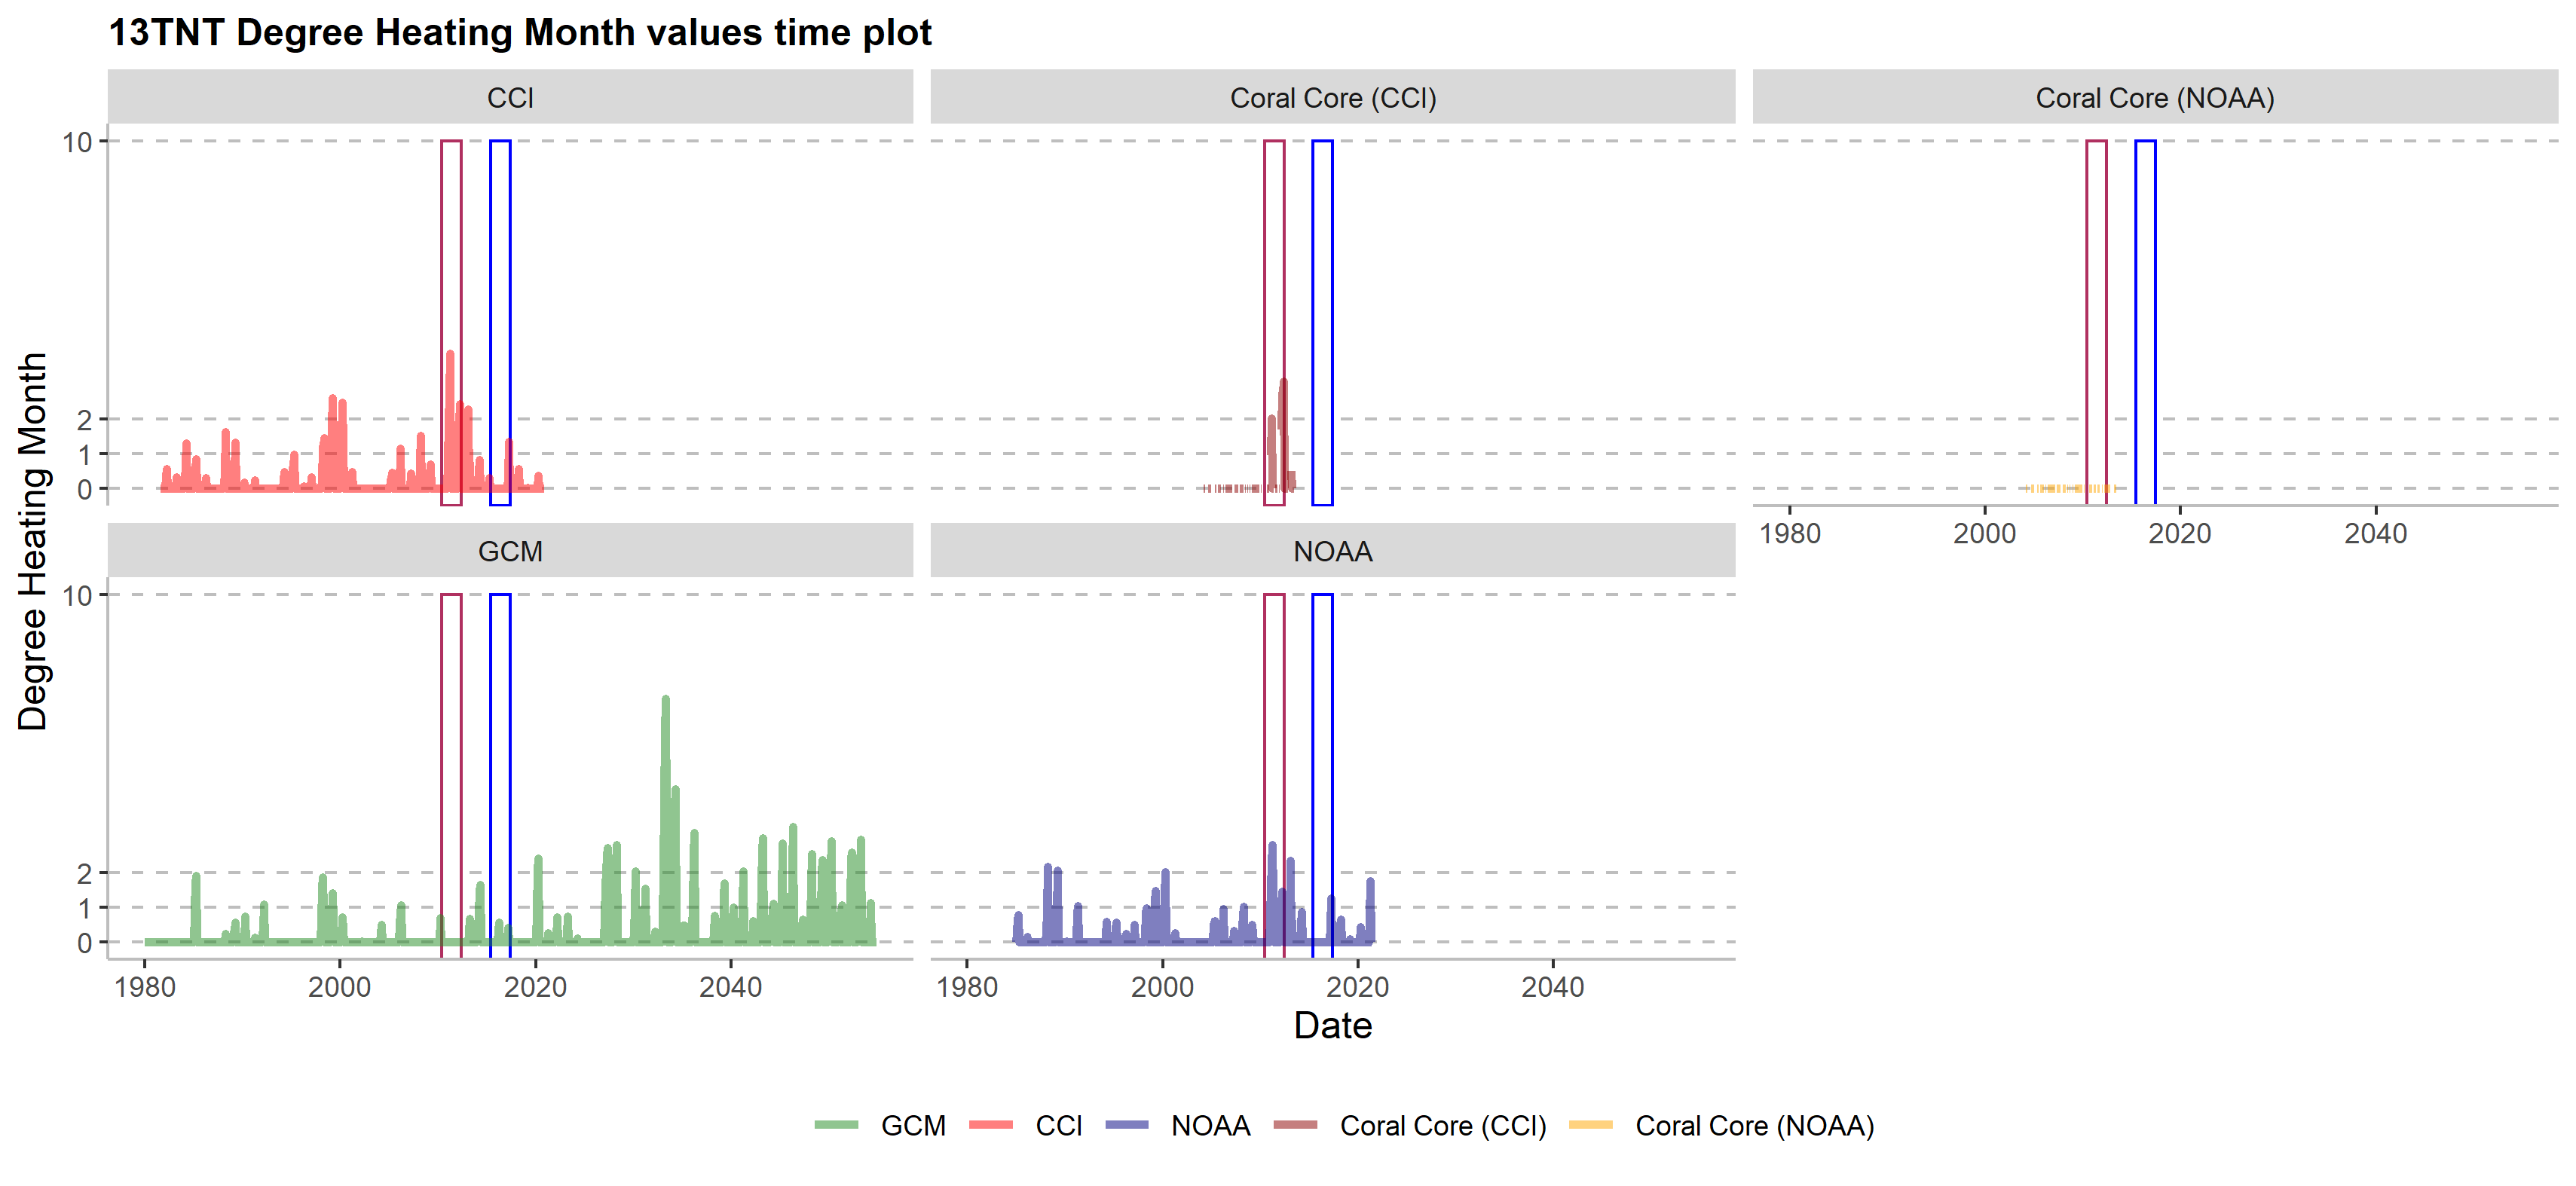 13TNT Degree Heating Month values time plot
CCI
Coral Core (CCI)
Coral Core (NOAA)
10
2
1
0
1980 2000 2020 2040
GCM
NOAA
10
2
1
0
1980 2000 2020 2040
1980 2000 2020 2040
Degree Heating Month
Date
GCM CCI NOAA Coral Core (CCI) Coral Core (NOAA)